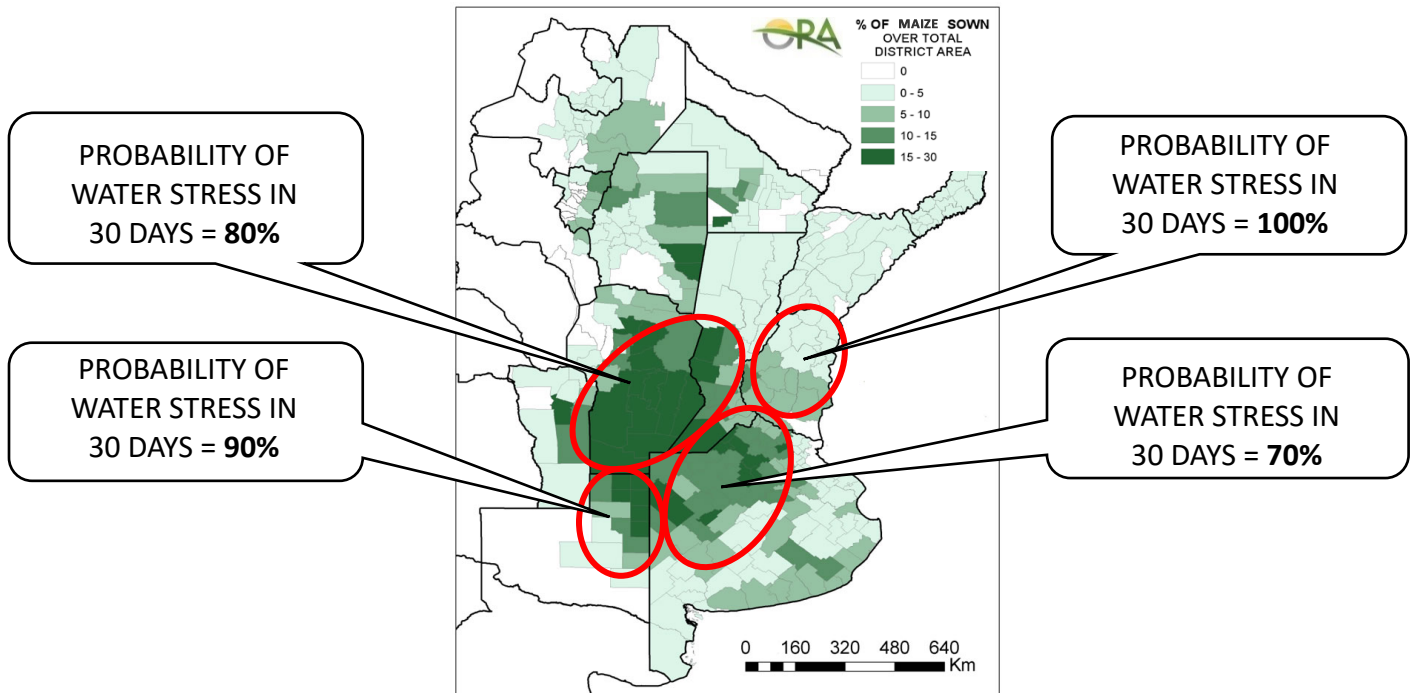 ORA
% OF MAIZE SOWN
OVER TOTAL
DISTRICT AREA
0
0 - 5
5 - 10
10 - 15
15 - 30
PROBABILITY OF
WATER STRESS IN
30 DAYS = 80%
PROBABILITY OF
WATER STRESS IN
30 DAYS = 100%
PROBABILITY OF
WATER STRESS IN
30 DAYS = 90%
PROBABILITY OF
WATER STRESS IN
30 DAYS = 70%
0 160 320 480 640
Km